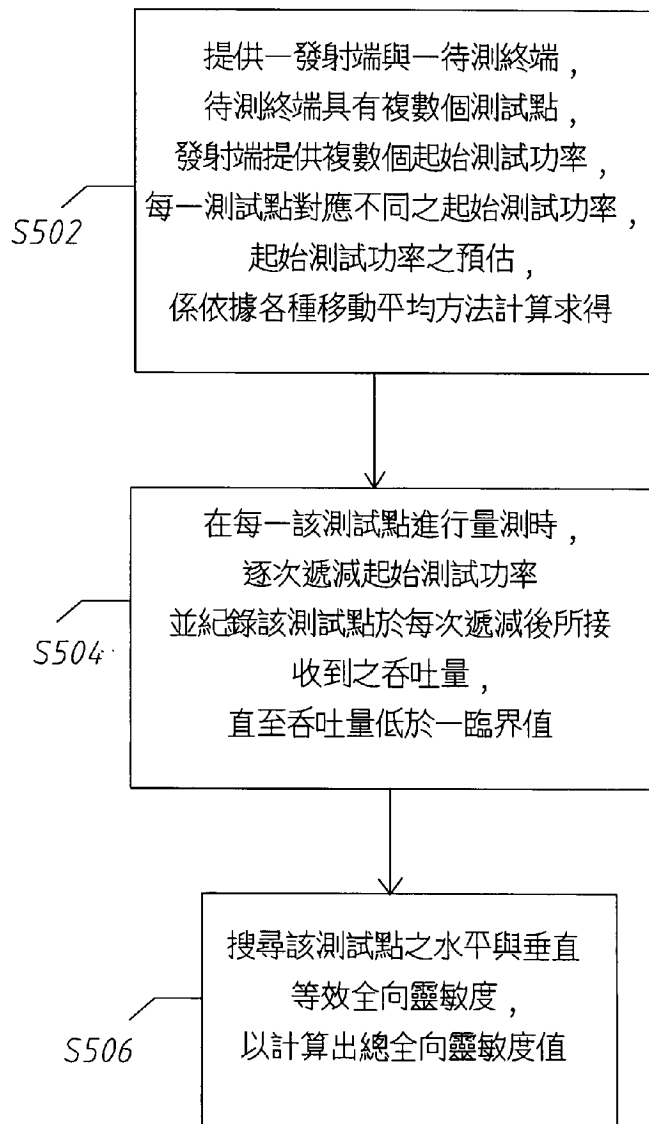 提供一發射端與一待測終端，
待測終端具有複數個測試點，
發射端提供複數個起始測試功率，
每一測試點對應不同之起始測試功率，
起始測試功率之預估，
係依據各種移動平均方法計算求得
S502
在每一該測試點進行量測時，
逐次遞減起始測試功率
並紀錄該測試點於每次遞減後所接
收到之吞吐量，
直至吞吐量低於一臨界值
S504
搜尋該測試點之水平與垂直
等效全向靈敏度，
以計算出總全向靈敏度值
S506